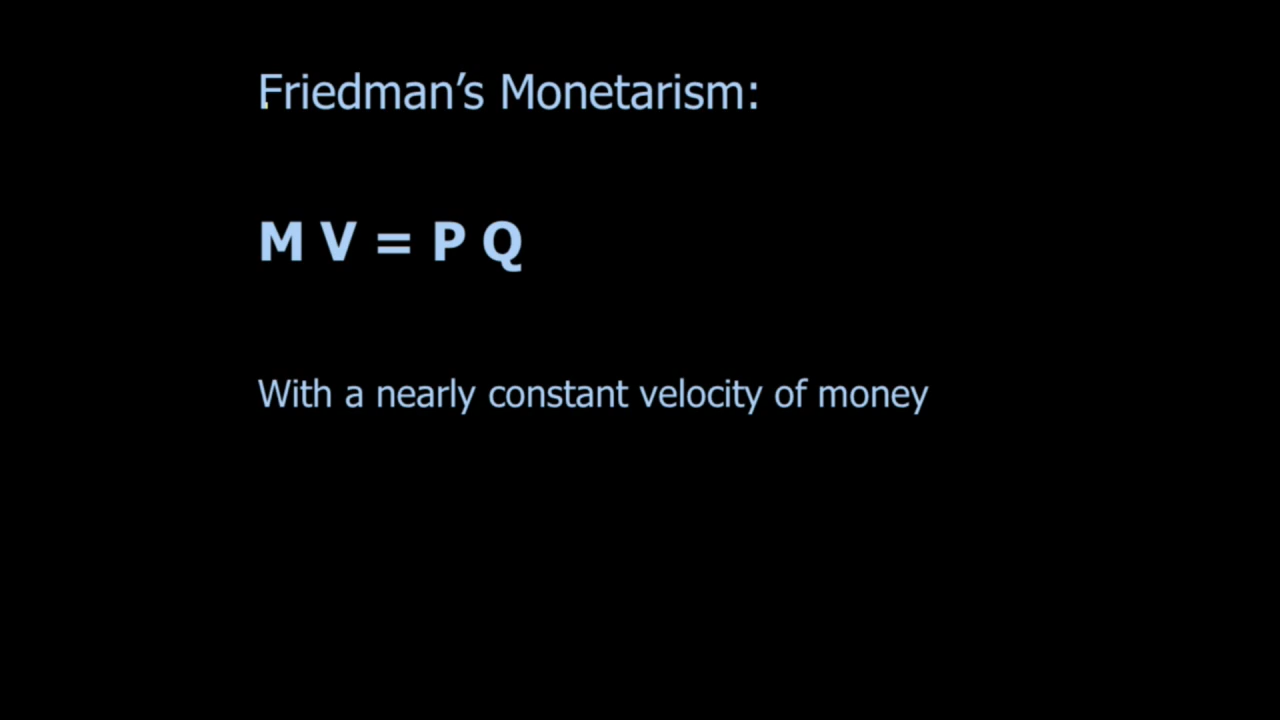 Friedman’s Monetarism:
M V = P Q
With a nearly constant velocity of money